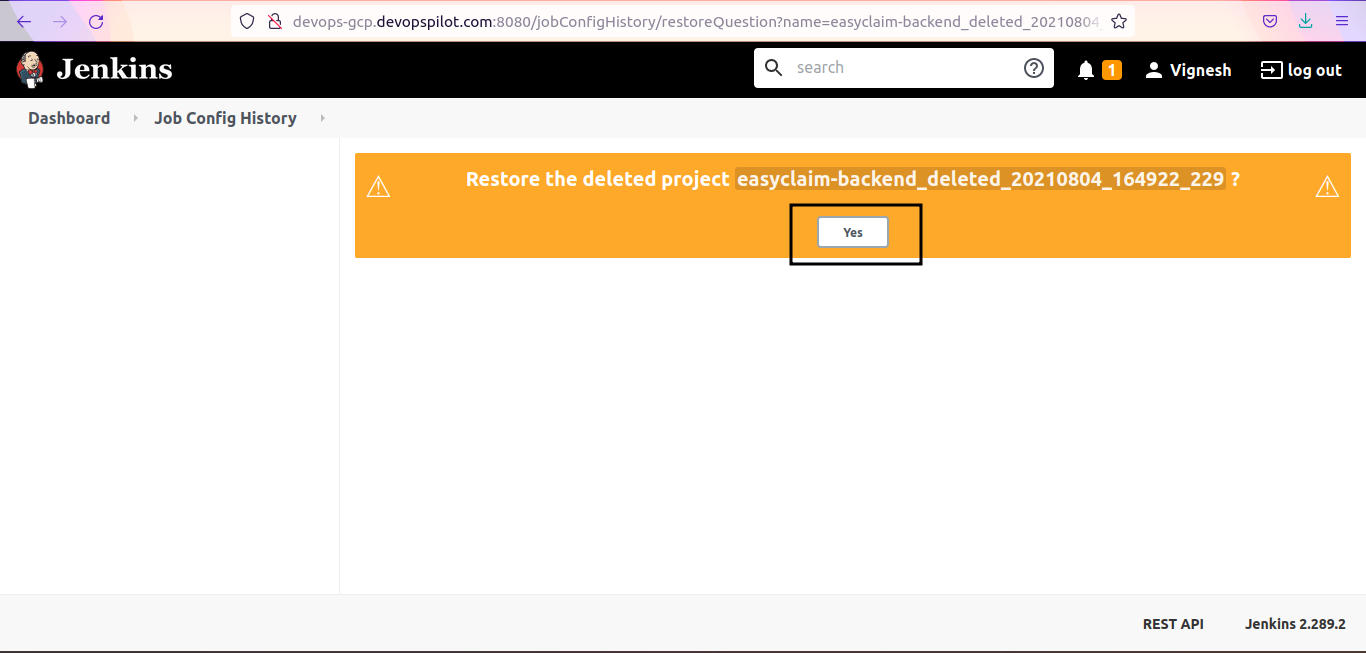 devops-gcp.devopspilot.com:8080/jobConfigHistory/restoreQuestion?name=easyclaim-backend_deleted_20210804_
Jenkins
search
1
Vignesh
log out
Dashboard
Job Config History
Restore the deleted project easyclaim-backend_deleted_20210804_164922_229 ?
Yes
REST API
Jenkins 2.289.2